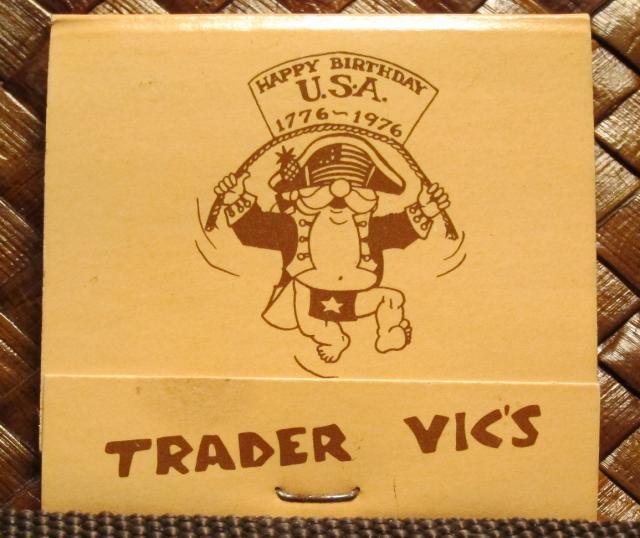 HAPPY BIRTHDAY
U.S.A.
1776~1976
TRADER VIC'S